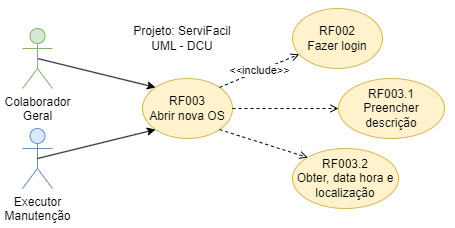 Projeto: ServiFacil
UML - DCU
RF002
Fazer login
<<include>>
Colaborador
Geral
RF003
Abrir nova OS
RF003.1
Preencher
descrição
RF003.2
Obter, data hora e
localização
Executor
Manutenção